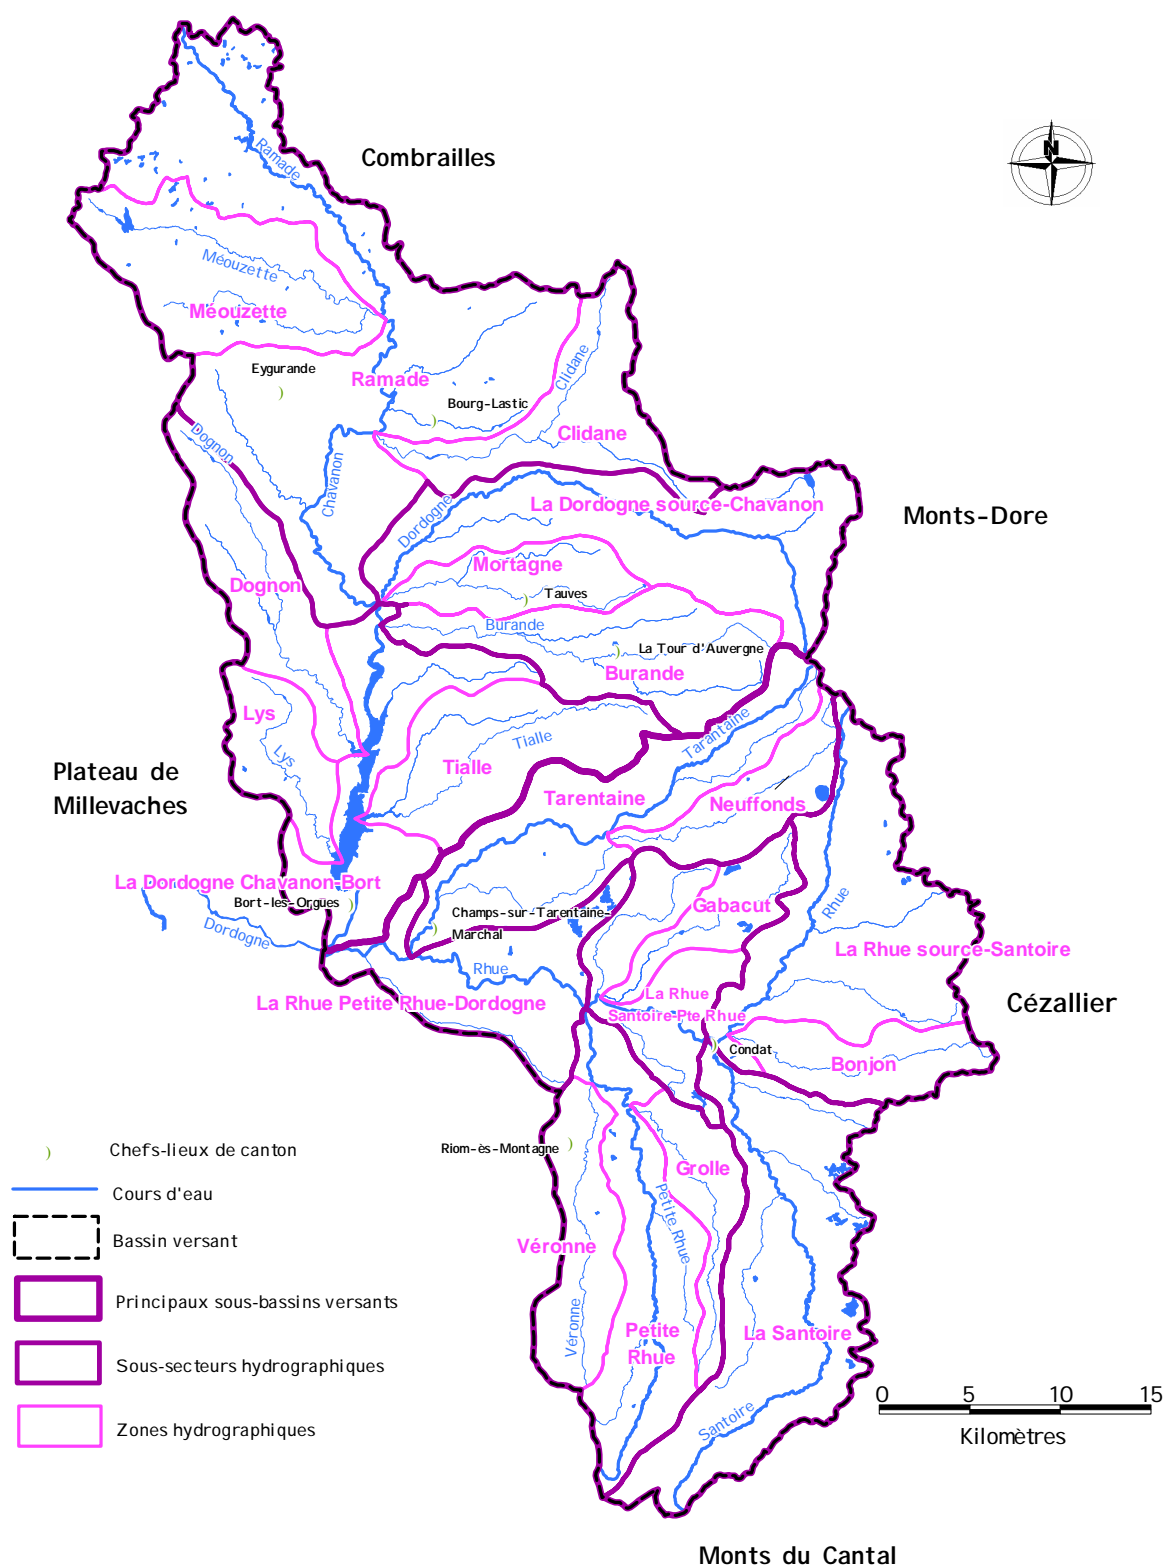 Combrailles
N
Ramade
Méouzette
Méouzette
Eygurande
Ramade
Bourg-Lastic
Clidane
Clidane
Dognon
Chavanon
Dordogne
La Dordogne source-Chavanon
Monts-Dore
Mortagne
Dognon
Tauves
Burande
La Tour d'Auvergne
Burande
Lys
Lys
Tarantaine
Tialle
Tialle
Plateau de
Millevaches
Tarentaine
Neuffonds
La Dordogne Chavanon-Bort
Bort-les-Orgues
Dordogne
Champs-sur-Tarentaine-
Marchal
Gabacut
Rhue
La Rhue source-Santoire
Rhue
La Rhue Petite Rhue-Dordogne
La Rhue
Santoire Pte Rhue
Cézallier
Condat
Bonjon
Riom-ès-Montagne
Grolle
petite Rhue
Véronne
Véronne
Petite
Rhue
La Santoire
Santoire
Chefs-lieux de canton
Cours d'eau
Bassin versant
Principaux sous-bassins versants
Sous-secteurs hydrographiques
Zones hydrographiques
0 5 10 15
Kilomètres
Monts du Cantal